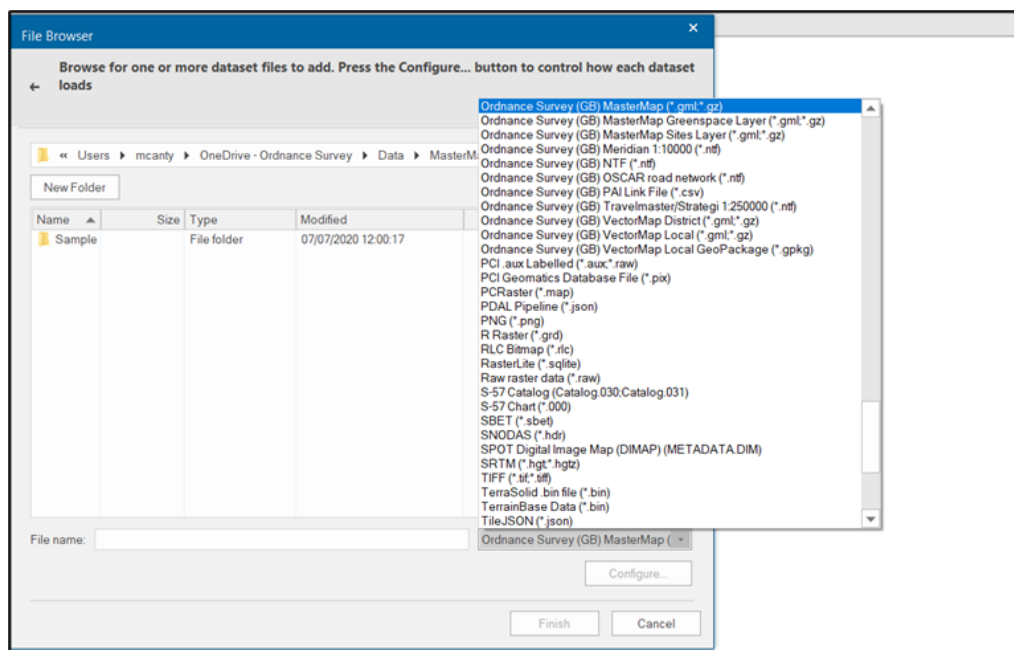 File Browser
×
Browse for one or more dataset files to add. Press the Configure... button to control how each dataset
loads
« Users OneDrive - Ordnance Survey Data
mcanty
New Folder
Name Size Type Modified
Sample File folder 07/07/2020 12:00:17
Ordnance Survey (GB) MasterMap (*.gml;*.gz)
Ordnance Survey (GB) MasterMap Greenspace Layer (*.gml;*.gz)
Ordnance Survey (GB) MasterMap Sites Layer (*.gml;*.gz)
Ordnance Survey (GB) Meridian 1:10000 (*.ntf)
Ordnance Survey (GB) NTF (*.ntf)
Ordnance Survey (GB) OSCAR road network (*.ntf)
Ordnance Survey (GB) PAI Link File (*.csv)
Ordnance Survey (GB) Travelmaster/Strategi 1:250000 (*.ntf)
Ordnance Survey (GB) VectorMap District (*.gml;*.gz)
Ordnance Survey (GB) VectorMap Local (*.gml;*.gz)
Ordnance Survey (GB) VectorMap Local GeoPackage (*.gpkg)
PCI .aux Labelled (*.aux;*.raw)
PCI Geomatics Database File (*.pix)
PCRaster (*.map)
PDAL Pipeline (*.json)
PNG (*.png)
R Raster (*.grd)
RLC Bitmap (*.rlc)
RasterLite (*.sqlite)
Raw raster data (*.raw)
S-57 Catalog (Catalog.030;Catalog.031)
S-57 Chart (*.000)
SBET (*.sbet)
SNODAS (*.hdr)
SPOT Digital Image Map (DIMAP) (METADATA.DIM)
SRTM (*.hgt;*.hgtz)
TIFF (*.tif;*.tiff)
TerraSolid .bin file (*.bin)
TerrainBase Data (*.bin)
TileJSON (*.json)
File name: Ordnance Survey (GB) MasterMap (
Configure...
Finish Cancel